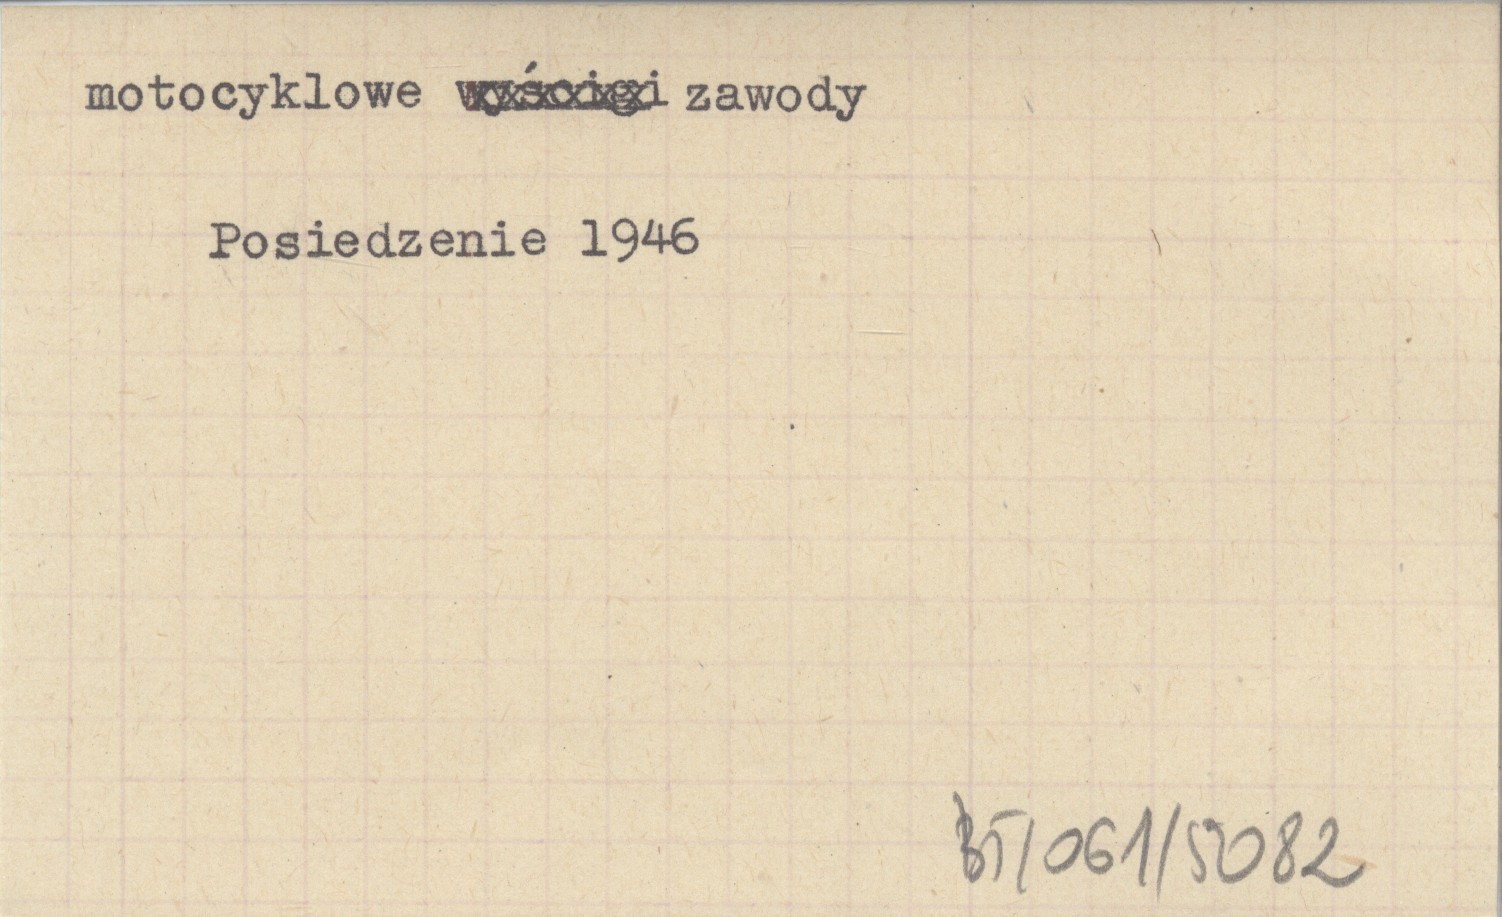 motocyklowe wyścigi zawody
Posiedzenie 1946
BT/061/5082